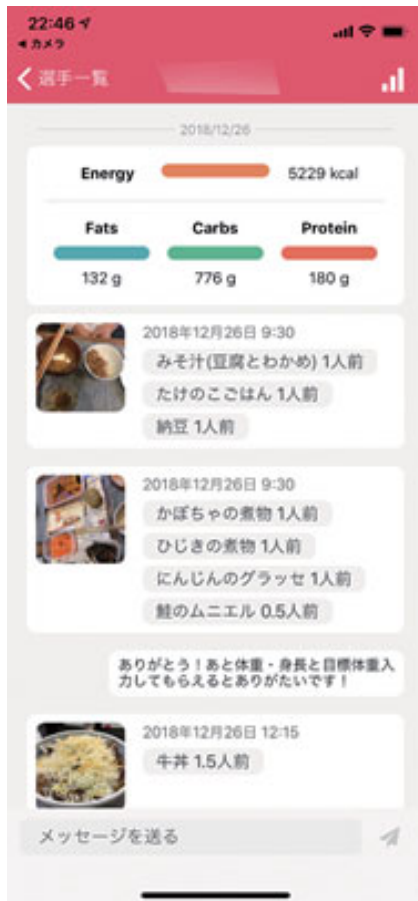 22:46
カメラ
選手一覧
2018/12/26
Energy 5229 kcal
Fats Carbs Protein
132 g 776 g 180 g
2018年12月26日 9:30
みそ汁(豆腐とわかめ) 1人前
たけのこごはん 1人前
納豆 1人前
2018年12月26日 9:30
かぼちゃの煮物 1人前
ひじきの煮物 1人前
にんじんのグラッセ 1人前
鮭のムニエル 0.5人前
ありがとう！あと体重・身長と目標体重入
力してもらえるとありがたいです！
2018年12月26日 12:15
牛丼 1.5人前
メッセージを送る